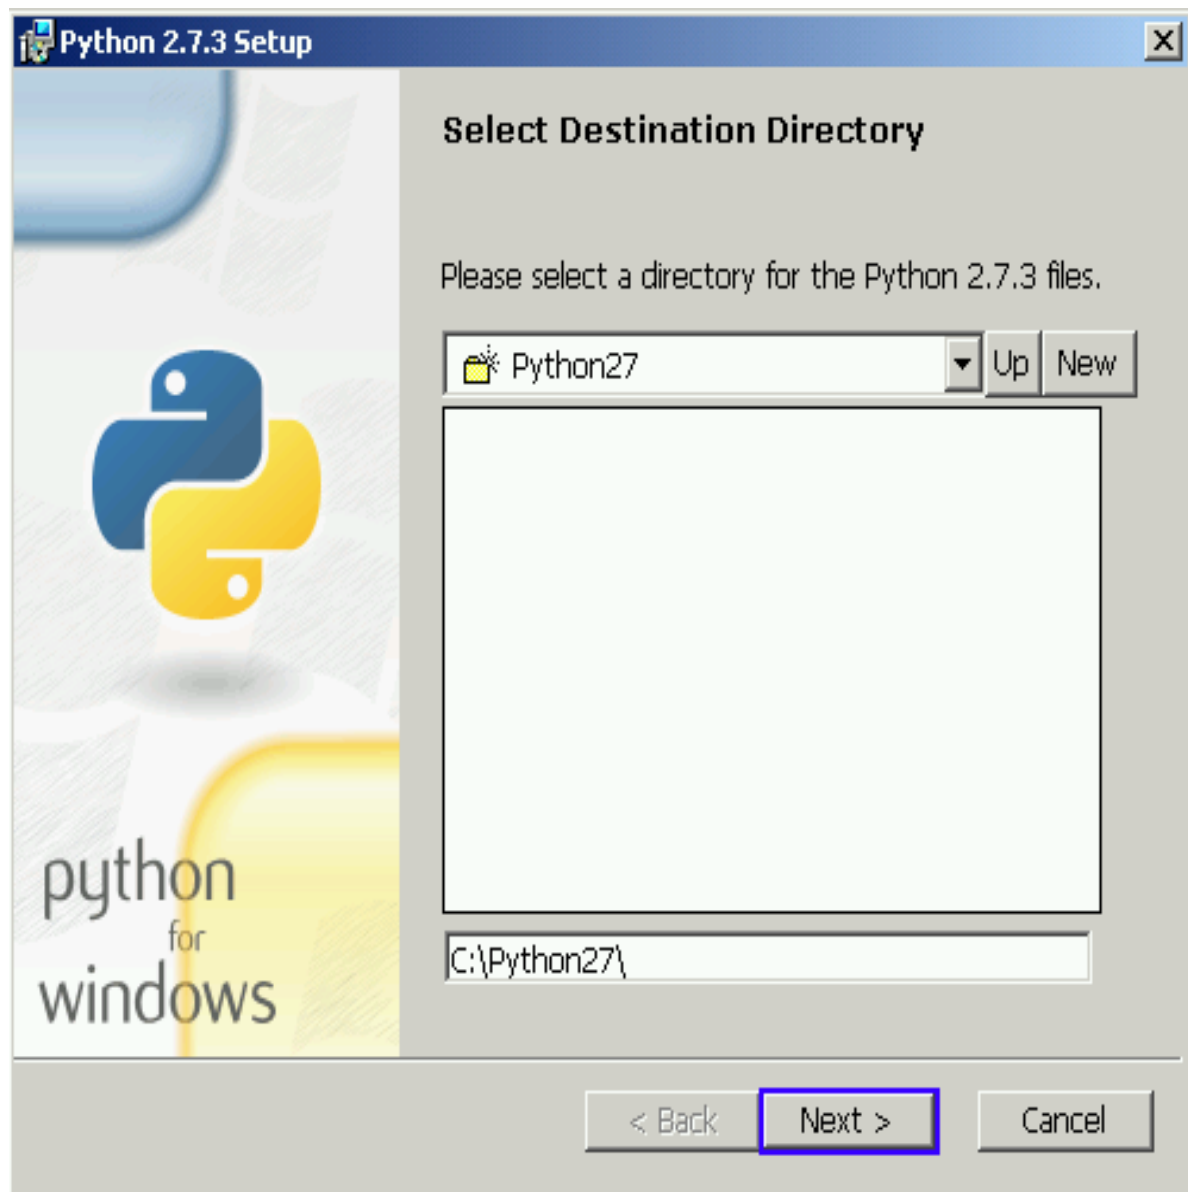 Python 2.7.3 Setup
Select Destination Directory
Please select a directory for the Python 2.7.3 files.
Python27
Up
New
C:\Python27\
python
for
windows
< Back
Next >
Cancel